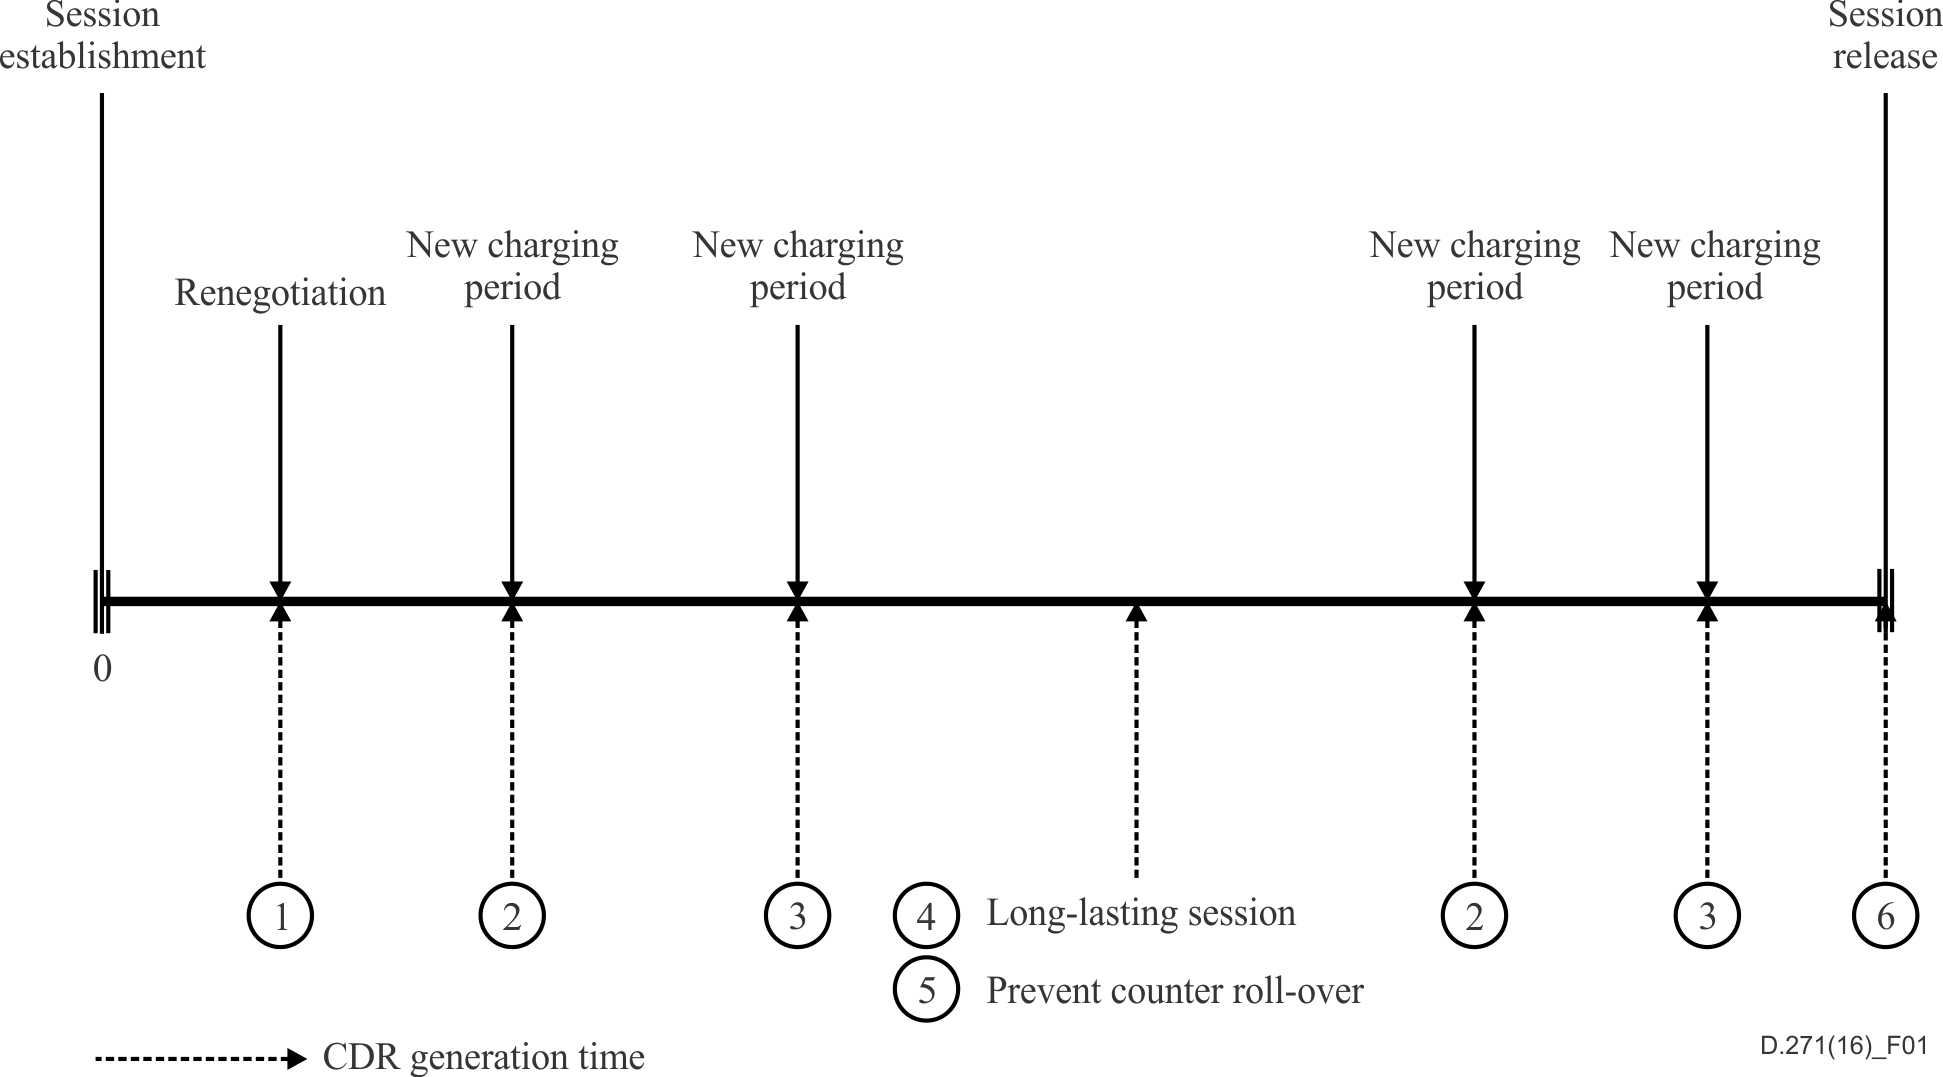 Session
establishment
Session
release
Renegotiation
New charging
period
New charging
period
New charging
period
New charging
period
0
1
2
3
4 Long-lasting session
5 Prevent counter roll-over
2
3
6
CDR generation time
D.271(16)_F01